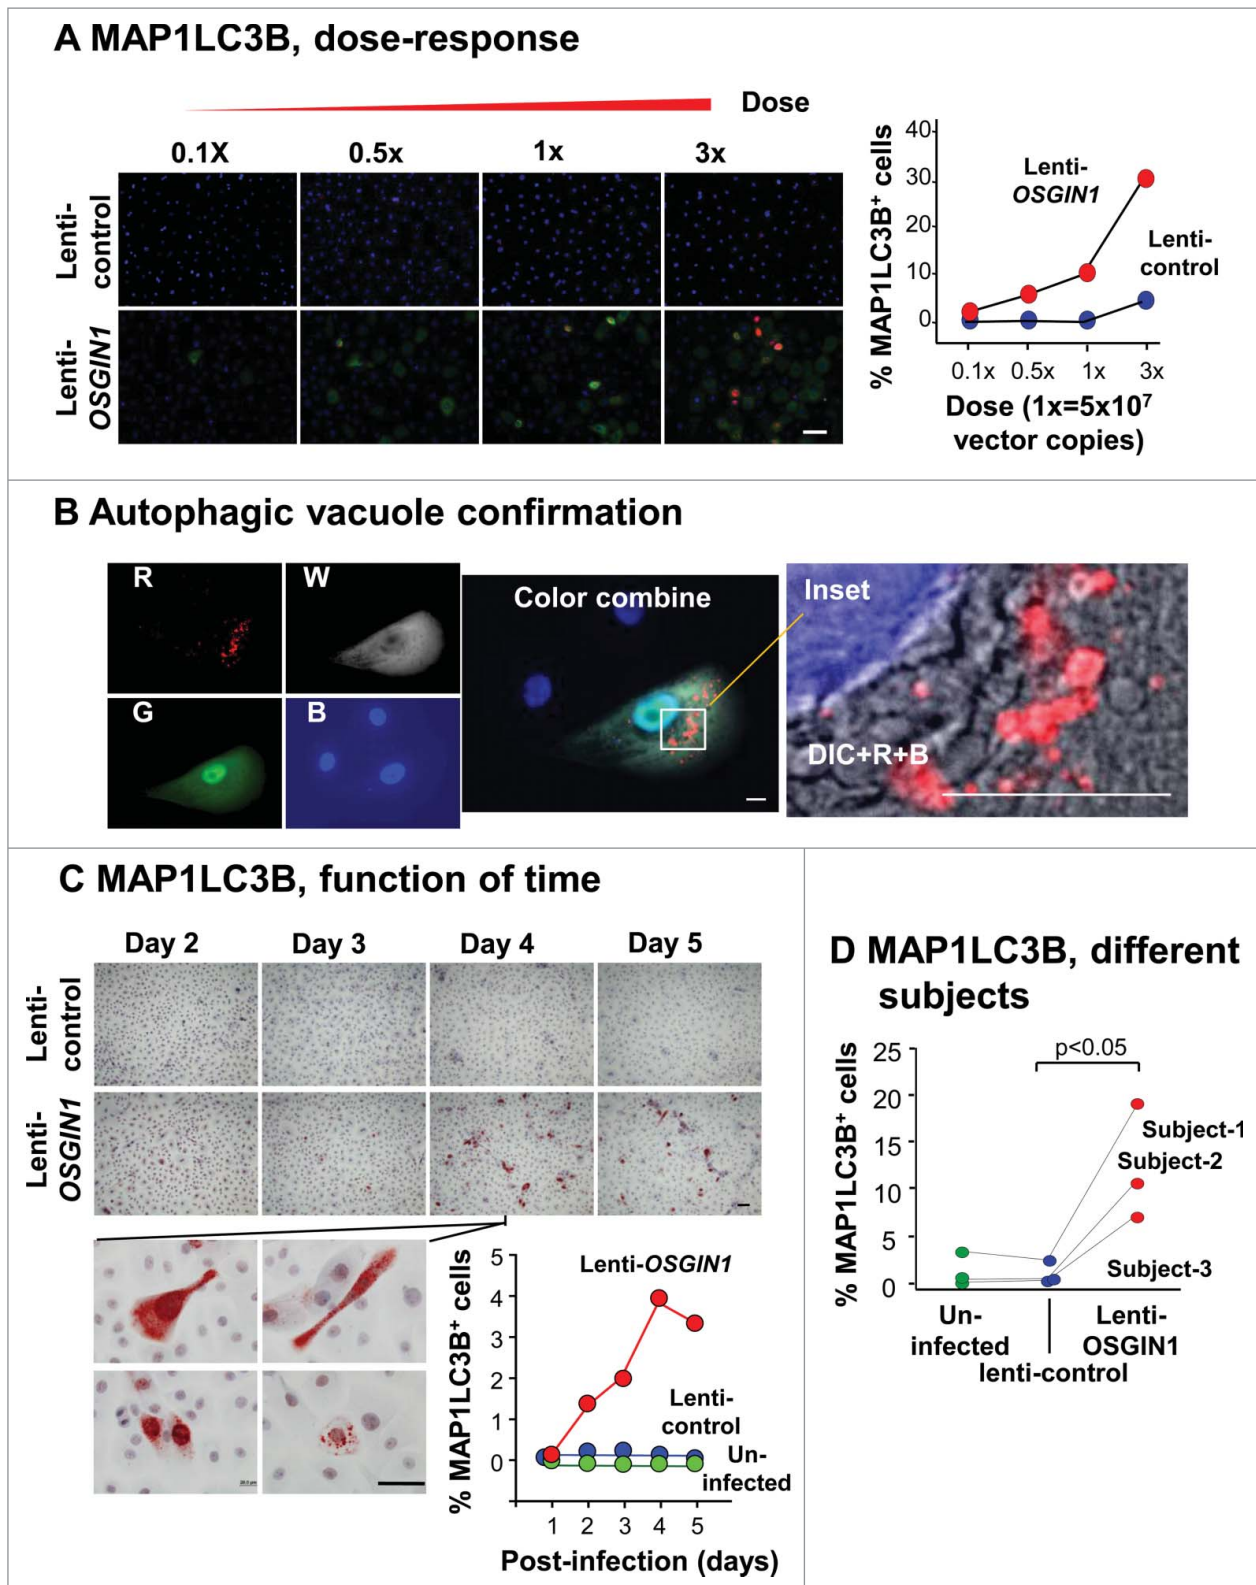 A MAP1LC3B, dose-response
Dose
0.1X 0.5x 1x 3x
Lenti-
control
Lenti-
OSGIN1
% MAP1LC3B+ cells
40
30
20
10
0
Lenti-
OSGIN1
Lenti-
control
0.1x 0.5x 1x 3x
Dose (1x=5x10⁷
vector copies)
B Autophagic vacuole confirmation
R
W
G
B
Color combine
Inset
DIC+R+B
C MAP1LC3B, function of time
Day 2 Day 3 Day 4 Day 5
Lenti-
control
Lenti-
OSGIN1
% MAP1LC3B+ cells
5
4
3
2
1
0
Lenti-OSGIN1
Lenti-
control
Un-
infected
1 2 3 4 5
Post-infection (days)
D MAP1LC3B, different
subjects
% MAP1LC3B+ cells
25
20
15
10
5
0
p<0.05
Subject-1
Subject-2
Subject-3
Un-
infected
lenti-control
Lenti-
OSGIN1